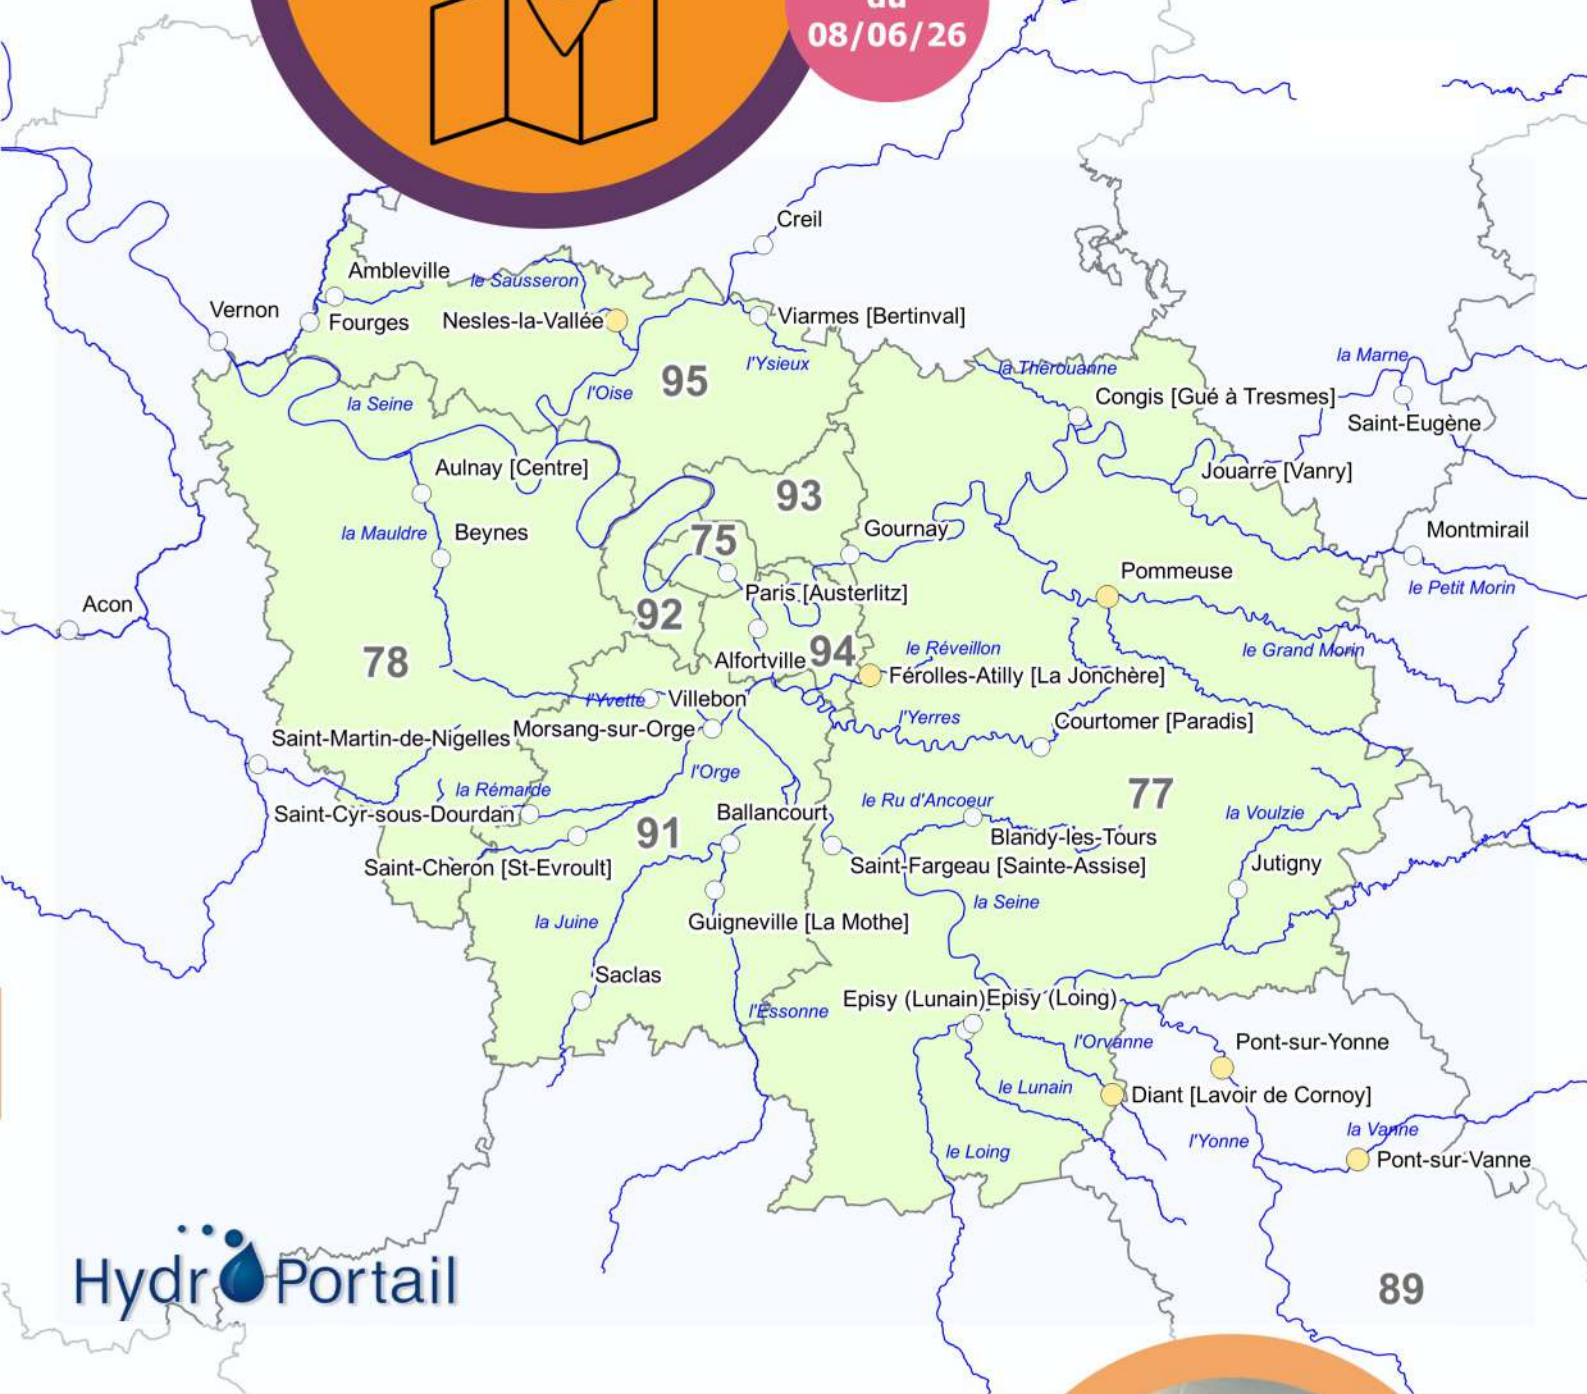 du
08/06/26
Creil
Ambleville
le Sausseron
Vernon
Fourges
Nesles-la-Vallée
Viarmes [Bertinval]
l'Ysieux
la Thérouanne
la Marne
95
l'Oise
la Seine
Congis [Gué à Tresmes]
Saint-Eugène
Aulnay [Centre]
Jouarre [Vanry]
93
la Mauldre
Beynes
75
Gournay
Montmirail
Pommeuse
le Petit Morin
Acon
Paris [Austerlitz]
92
94
le Réveillon
le Grand Morin
78
Alfortville
Férolles-Atilly [La Jonchère]
l'Yvette
Villebon
l'Yerres
Courtomer [Paradis]
Saint-Martin-de-Nigelles
Morsang-sur-Orge
l'Orge
la Rémarde
77
le Ru d'Ancoeur
la Voulzie
Saint-Cyr-sous-Dourdan
Ballancourt
91
Blandy-les-Tours
Saint-Cheron [St-Evroult]
Saint-Fargeau [Sainte-Assise]
Jutigny
la Seine
la Juine
Guigneville [La Mothe]
Saclas
Episy (Lunain)
Episy (Loing)
l'Essonne
l'Orvanne
Pont-sur-Yonne
le Lunain
Diant [Lavoir de Cornoy]
l'Yonne
la Vanne
le Loing
Pont-sur-Vanne
HydroPortail
89